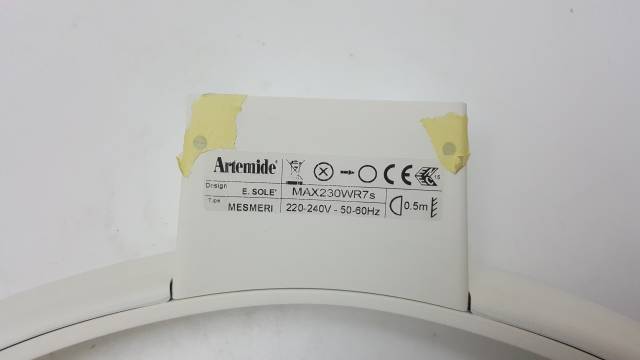 Artemide®
Design E. SOLE' MAX230WR7s
Type MESMERI 220-240V - 50-60Hz 0.5m